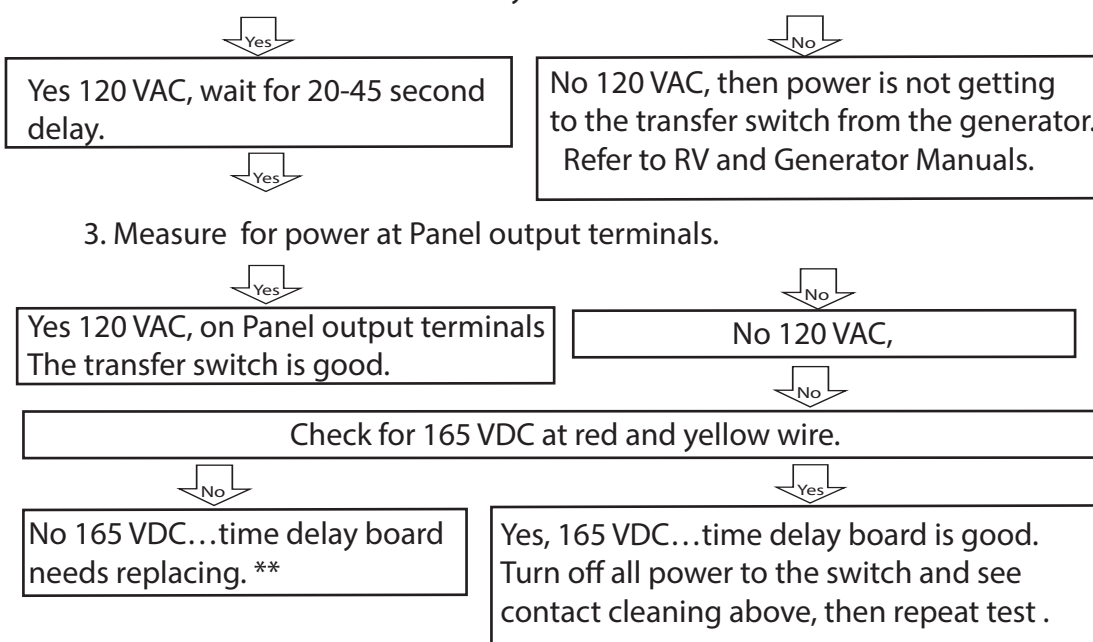 Yes
No
Yes 120 VAC, wait for 20-45 second
delay.
No 120 VAC, then power is not getting
to the transfer switch from the generator.
Refer to RV and Generator Manuals.
Yes
3. Measure for power at Panel output terminals.
Yes
No
Yes 120 VAC, on Panel output terminals
The transfer switch is good.
No 120 VAC,
No
Check for 165 VDC at red and yellow wire.
No
Yes
No 165 VDC…time delay board
needs replacing. **
Yes, 165 VDC…time delay board is good.
Turn off all power to the switch and see
contact cleaning above, then repeat test .